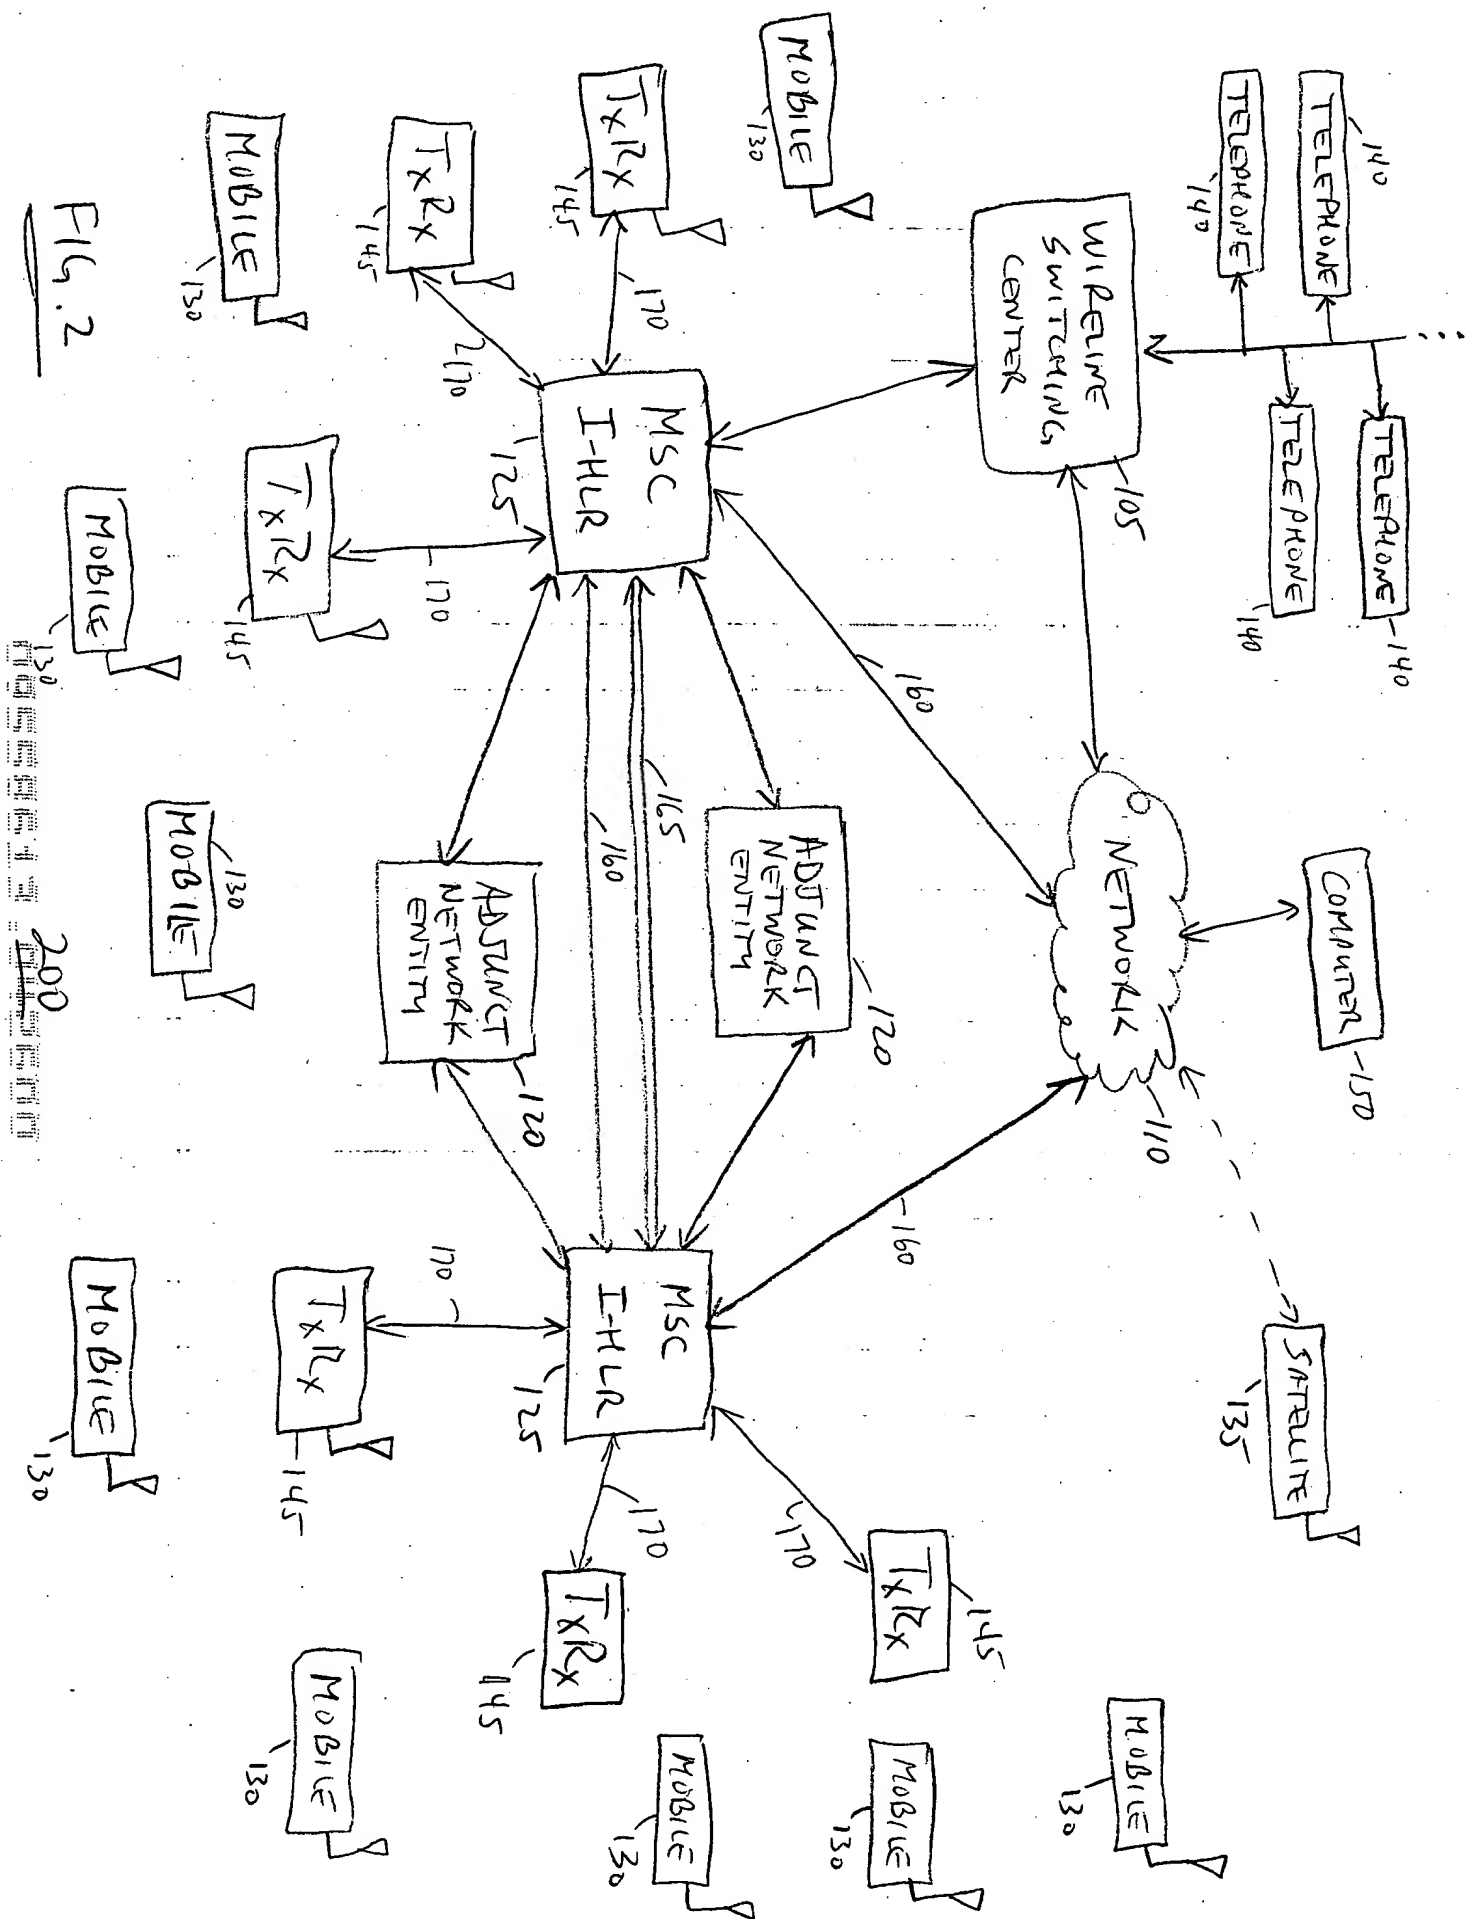 TELEPHONE
-140
140
TELEPHONE
TELEPHONE
140
TELEPHONE
140
COMPUTER
-150
SATELLITE
135
MOBILE
130
WIRELINE
SWITCHING
CENTER
-105
NETWORK
-110
160
-160
TxRx
145
170
MOBILE
130
MOBILE
130
ADJUNCT
NETWORK
ENTITY
-120
MSC
I-HLR
125
-165
-160
MSC
I-HLR
125
TxRx
145
170
170
TxRx
145
MOBILE
130
TxRx
145
170
ADJUNCT
NETWORK
ENTITY
-120
MOBILE
130
TxRx
145
-170
170
TxRx
-145
MOBILE
130
MOBILE
130
MOBILE
130
MOBILE
130
MOBILE
130
FIG. 2
200